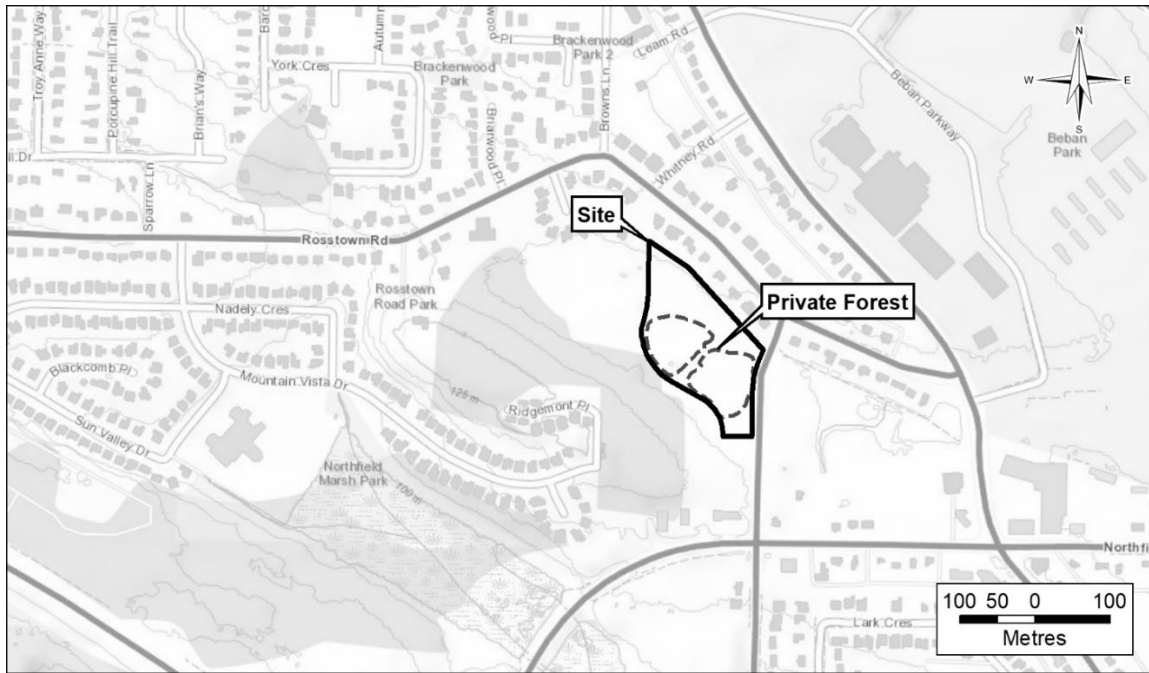 Troy Anne Way
Porcupine Hill Trail
Brian's Way
York Cres
Brackenwood
Park
Brackenwood
Park 2
Browns Ln
Leam Rd
Beban Parkway
N
W
E
S
Beban
Park
Sparrow Ln
Briarwood Pl
Whitney Rd
Site
Rosstown Rd
Rosstown
Road Park
Private Forest
Nadely Cres
Blackcomb Pl
Mountain Vista Dr
125 m
Ridgemont Pl
Sun Valley Dr
Northfield
Marsh Park
100 m
Northfi
Lark Cres
100 50 0 100
Metres